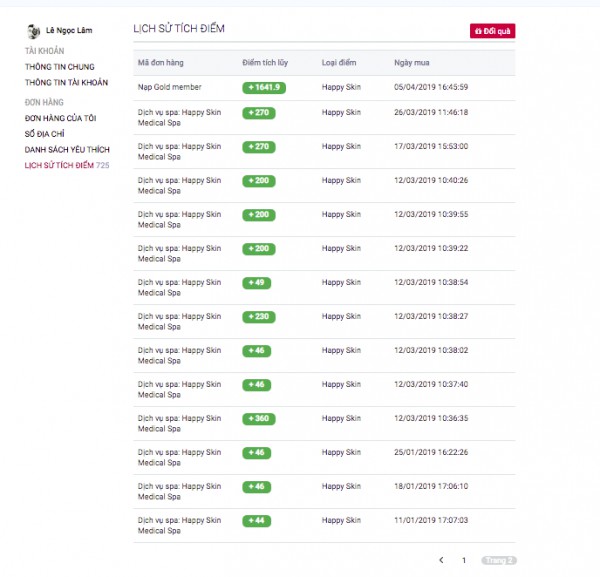 Lê Ngọc Lâm
TÀI KHOẢN
THÔNG TIN CHUNG
THÔNG TIN TÀI KHOẢN
ĐƠN HÀNG
ĐƠN HÀNG CỦA TÔI
SỔ ĐỊA CHỈ
DANH SÁCH YÊU THÍCH
LỊCH SỬ TÍCH ĐIỂM 725
LỊCH SỬ TÍCH ĐIỂM
Đổi quà
Mã đơn hàng Điểm tích lũy Loại điểm Ngày mua
Nap Gold member + 1641.9 Happy Skin 05/04/2019 16:45:59
Dịch vụ spa: Happy Skin + 270 Happy Skin 26/03/2019 11:46:18
Medical Spa
Dịch vụ spa: Happy Skin + 270 Happy Skin 17/03/2019 15:53:00
Medical Spa
Dịch vụ spa: Happy Skin + 200 Happy Skin 12/03/2019 10:40:26
Medical Spa
Dịch vụ spa: Happy Skin + 200 Happy Skin 12/03/2019 10:39:55
Medical Spa
Dịch vụ spa: Happy Skin + 200 Happy Skin 12/03/2019 10:39:22
Medical Spa
Dịch vụ spa: Happy Skin + 49 Happy Skin 12/03/2019 10:38:54
Medical Spa
Dịch vụ spa: Happy Skin + 230 Happy Skin 12/03/2019 10:38:27
Medical Spa
Dịch vụ spa: Happy Skin + 46 Happy Skin 12/03/2019 10:38:02
Medical Spa
Dịch vụ spa: Happy Skin + 46 Happy Skin 12/03/2019 10:37:40
Medical Spa
Dịch vụ spa: Happy Skin + 360 Happy Skin 12/03/2019 10:36:35
Medical Spa
Dịch vụ spa: Happy Skin + 46 Happy Skin 25/01/2019 16:22:26
Medical Spa
Dịch vụ spa: Happy Skin + 46 Happy Skin 18/01/2019 17:06:10
Medical Spa
Dịch vụ spa: Happy Skin + 44 Happy Skin 11/01/2019 17:07:03
Medical Spa
1 Trang 2